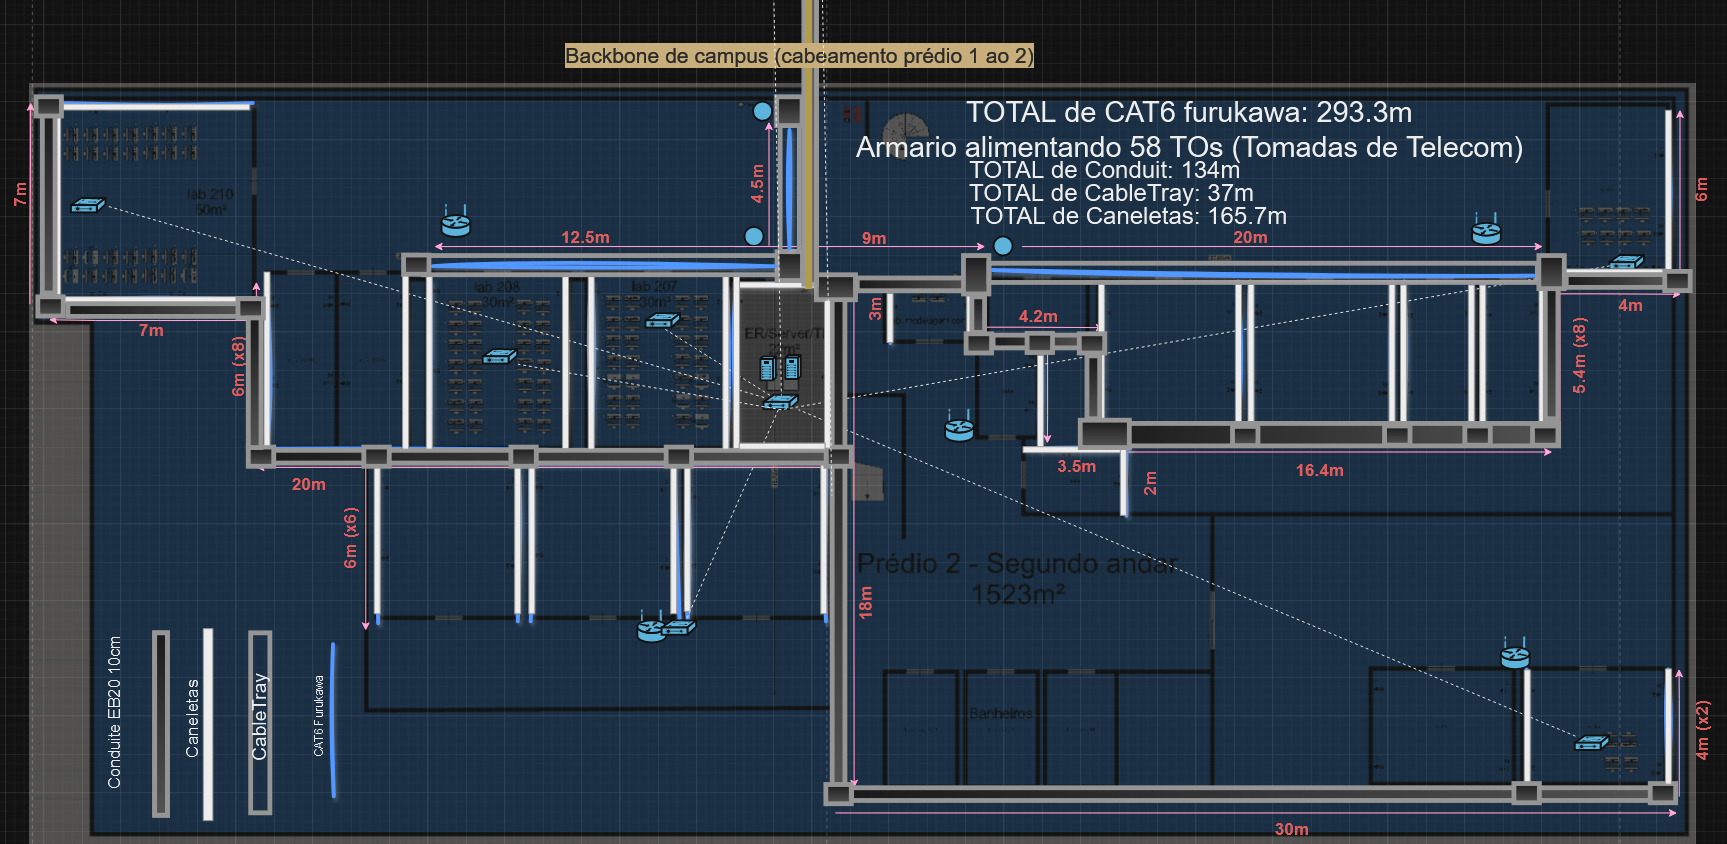 Backbone de campus (cabeamento prédio 1 ao 2)
TOTAL de CAT6 furukawa: 293.3m
Armario alimentando 58 TOs (Tomadas de Telecom)
TOTAL de Conduit: 134m
TOTAL de CableTray: 37m
TOTAL de Caneletas: 165.7m
7m
lab 210
50m²
4.5m
6m
12.5m
9m
20m
lab 208
30m²
lab 207
30m²
3m
4.2m
4m
ER/Server/T
7m
6m (x8)
5.4m (x8)
3.5m
16.4m
2m
20m
6m (x6)
Prédio 2 - Segundo andar
1523m²
18m
Conduite EB20 10cm
Caneletas
CableTray
CAT6 Furukawa
Banheiros
4m (x2)
30m